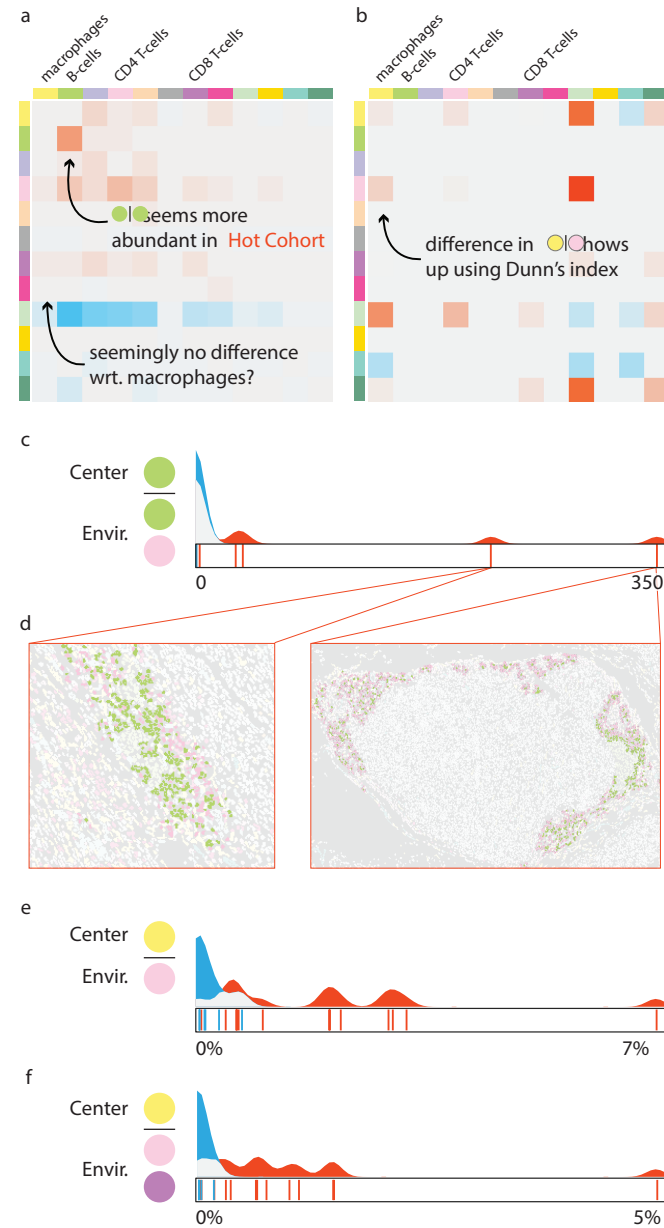 a
b
macrophages
B-cells
CD4 T-cells
CD8 T-cells
macrophages
CD4 T-cells
CD8 T-cells
| seems more
abundant in Hot Cohort
difference in | hows
up using Dunn's index
seemingly no difference
wrt. macrophages?
c
Center
Envir.
0
350
d
e
Center
Envir.
0%
7%
f
Center
Envir.
0%
5%